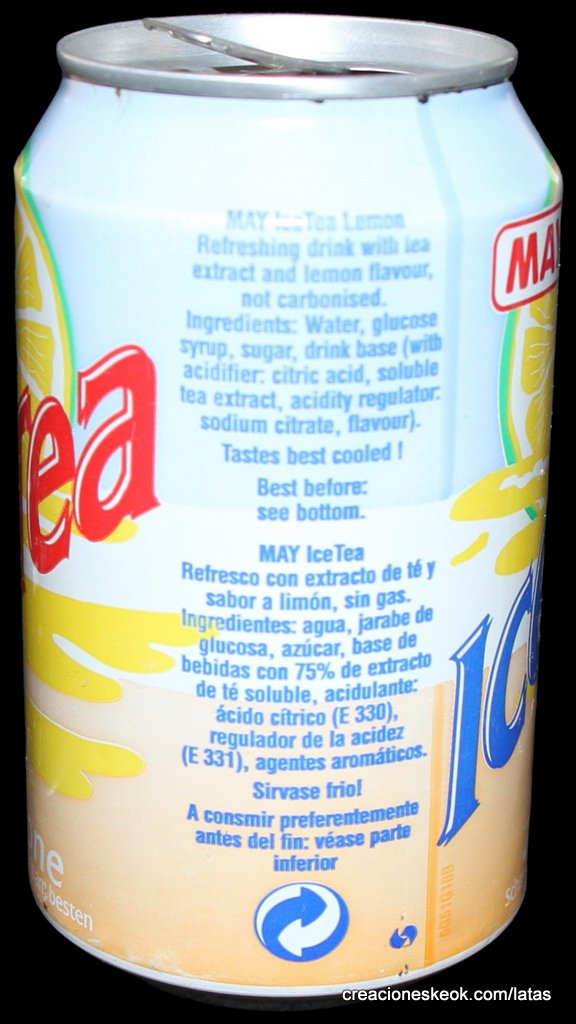 MAY IceTea Lemon
Refreshing drink with tea
extract and lemon flavour,
not carbonised.
Ingredients: Water, glucose
syrup, sugar, drink base (with
acidifier: citric acid, soluble
tea extract, acidity regulator:
sodium citrate, flavour).
Tastes best cooled !
Best before:
see bottom.
MAY IceTea
Refresco con extracto de té y
sabor a limón, sin gas.
Ingredientes: agua, jarabe de
glucosa, azúcar, base de
bebidas con 75% de extracto
de té soluble, acidulante:
ácido cítrico (E 330),
regulador de la acidez
(E 331), agentes aromáticos.
Sirvase frio!
A consmir preferentemente
antes del fin: véase parte
inferior
ea
MA
Ic
ne
besten
creacioneskeok.com/latas